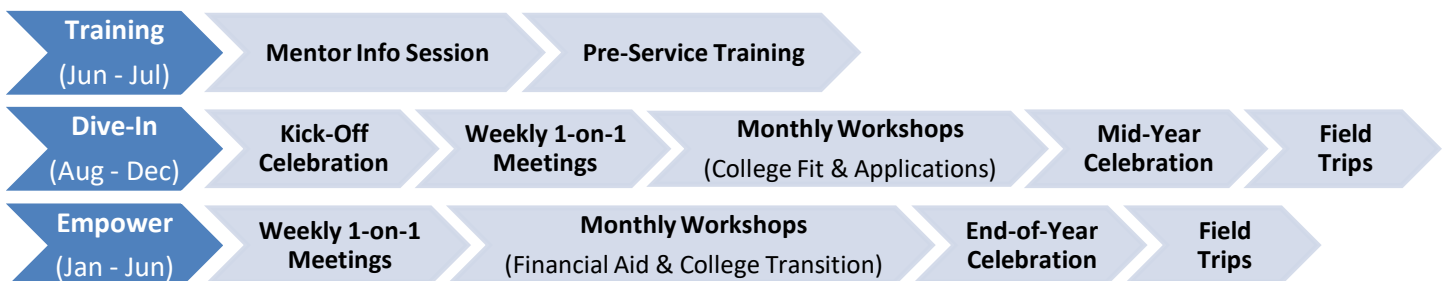 Training
(Jun - Jul)
Mentor Info Session
Pre-Service Training
Dive-In
(Aug - Dec)
Kick-Off
Celebration
Weekly 1-on-1
Meetings
Monthly Workshops
(College Fit & Applications)
Mid-Year
Celebration
Field
Trips
Empower
(Jan - Jun)
Weekly 1-on-1
Meetings
Monthly Workshops
(Financial Aid & College Transition)
End-of-Year
Celebration
Field
Trips